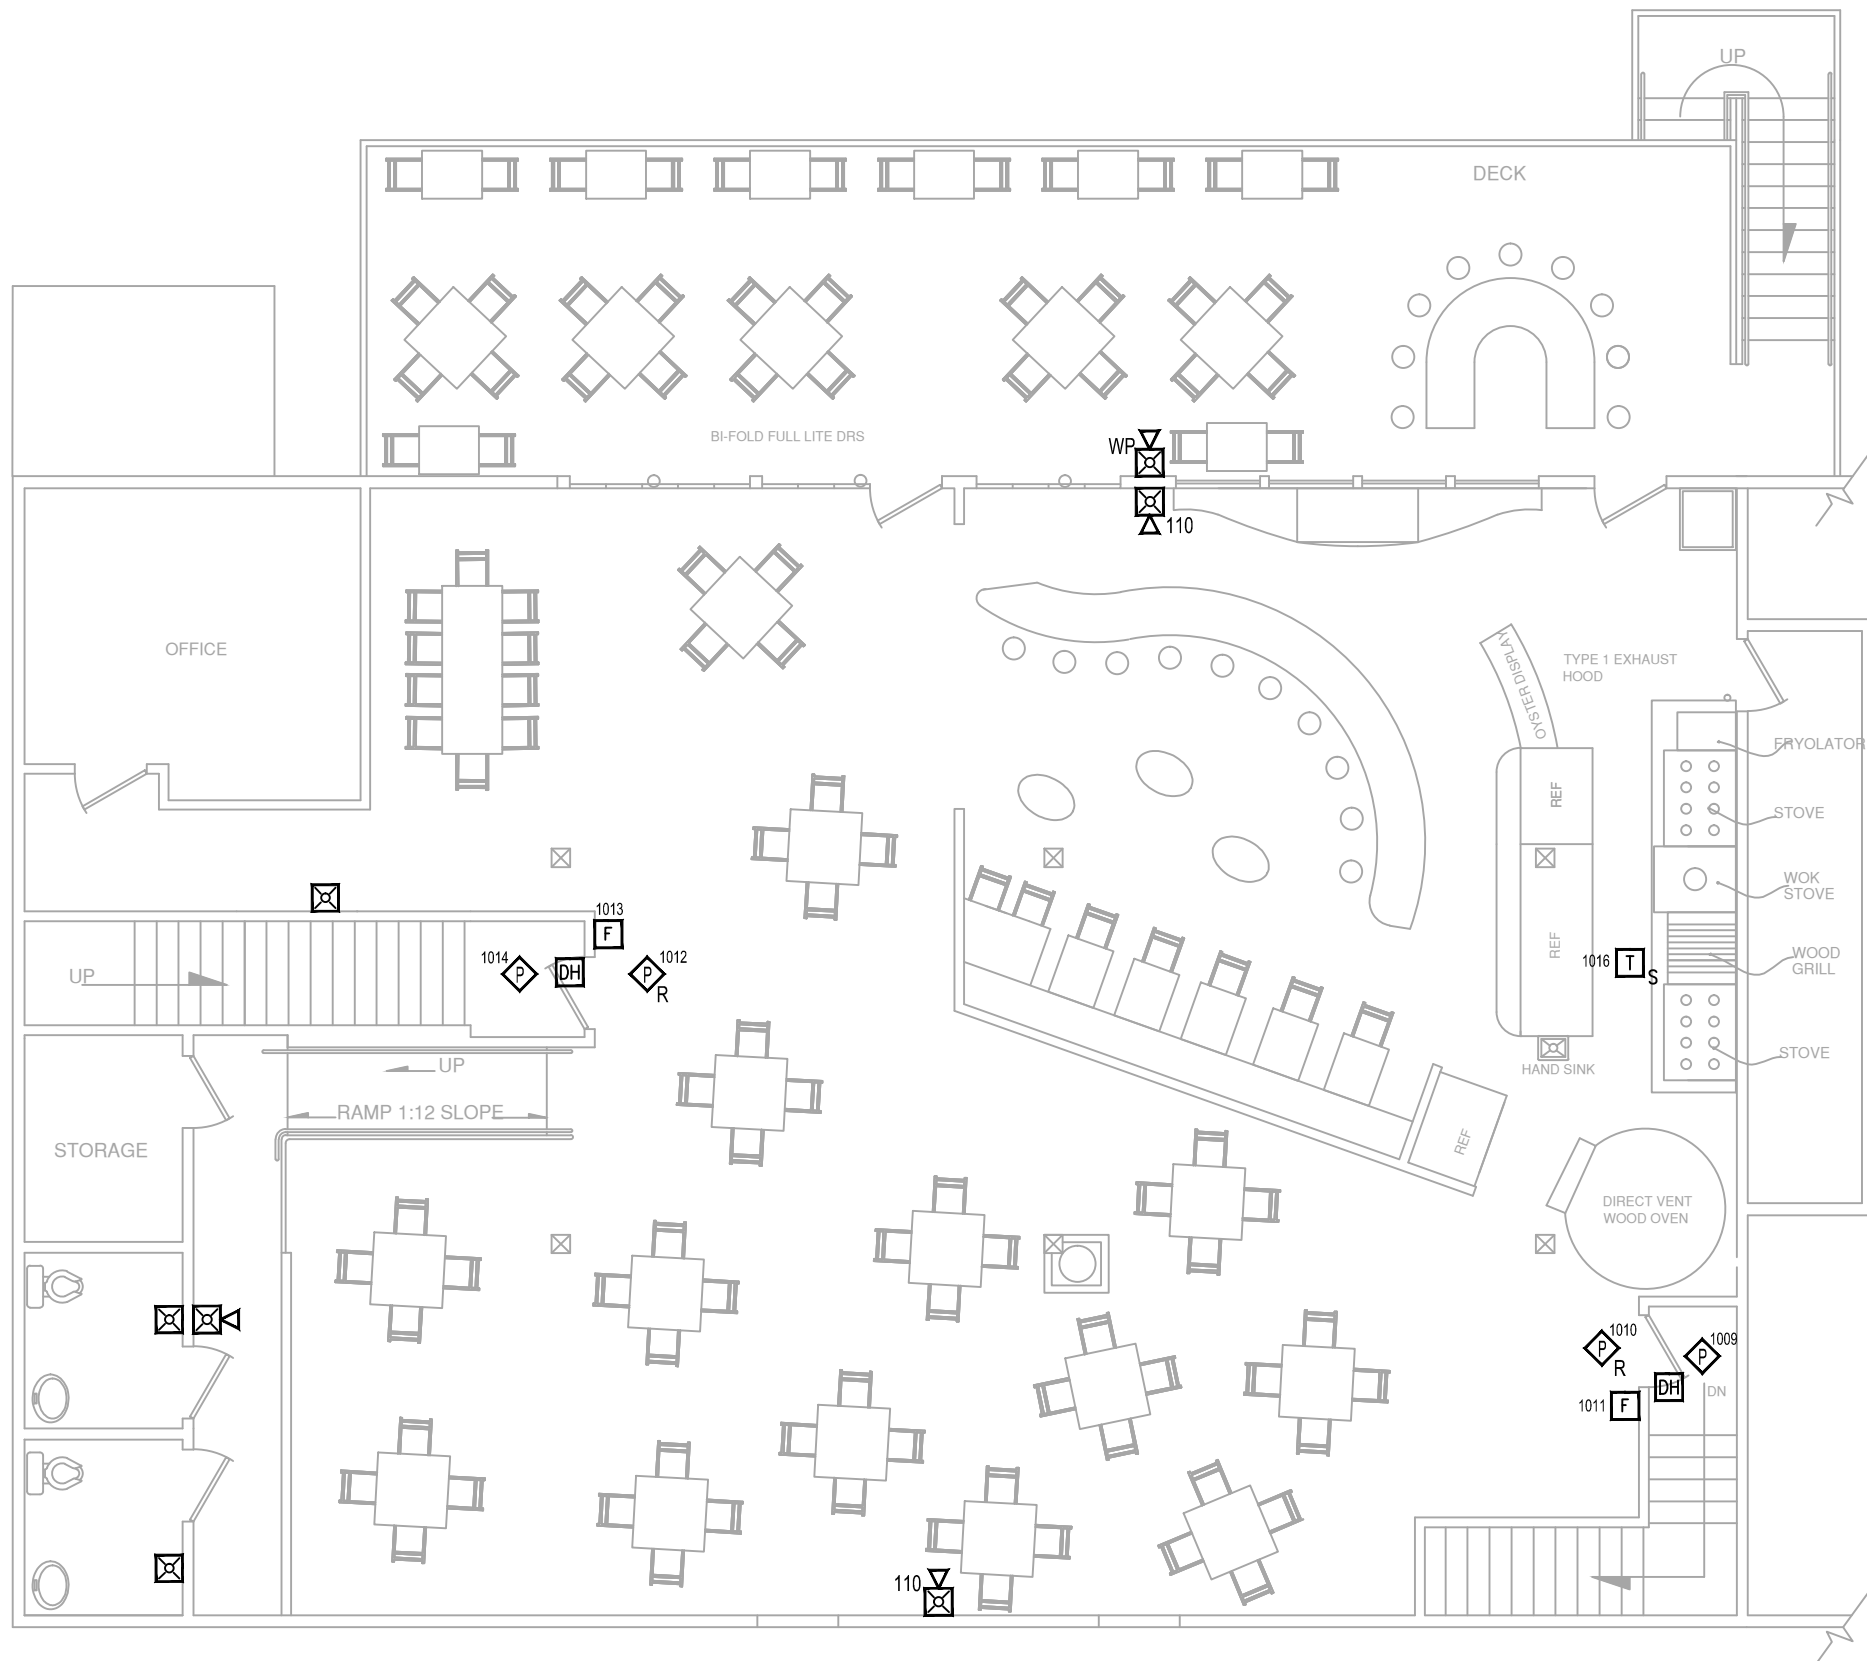 UP
DECK
BI-FOLD FULL LITE DRS
WP
110
OFFICE
OYSTER DISPLAY
TYPE 1 EXHAUST
HOOD
FRYOLATOR
REF
STOVE
WOK
STOVE
1013
F
1014
P
DH
P
1012
R
UP
REF
WOOD
GRILL
1016
T
S
STOVE
HAND SINK
UP
RAMP 1:12 SLOPE
STORAGE
REF
DIRECT VENT
WOOD OVEN
P
1010
R
P
1009
DH
DN
1011
F
110